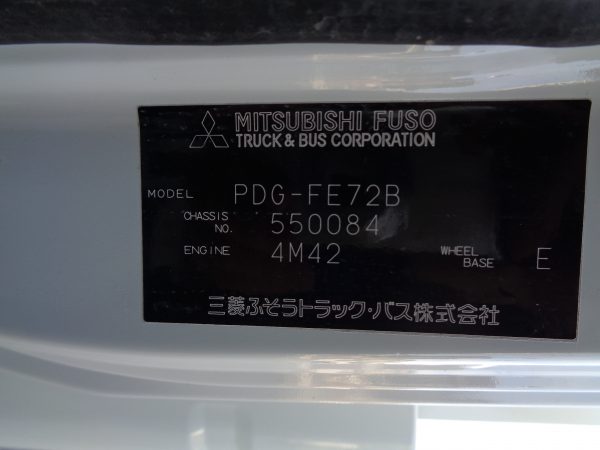 MITSUBISHI FUSO
TRUCK & BUS CORPORATION
MODEL PDG-FE72B
CHASSIS NO. 550084
ENGINE 4M42 WHEEL BASE E
三菱ふそうトラック・バス株式会社